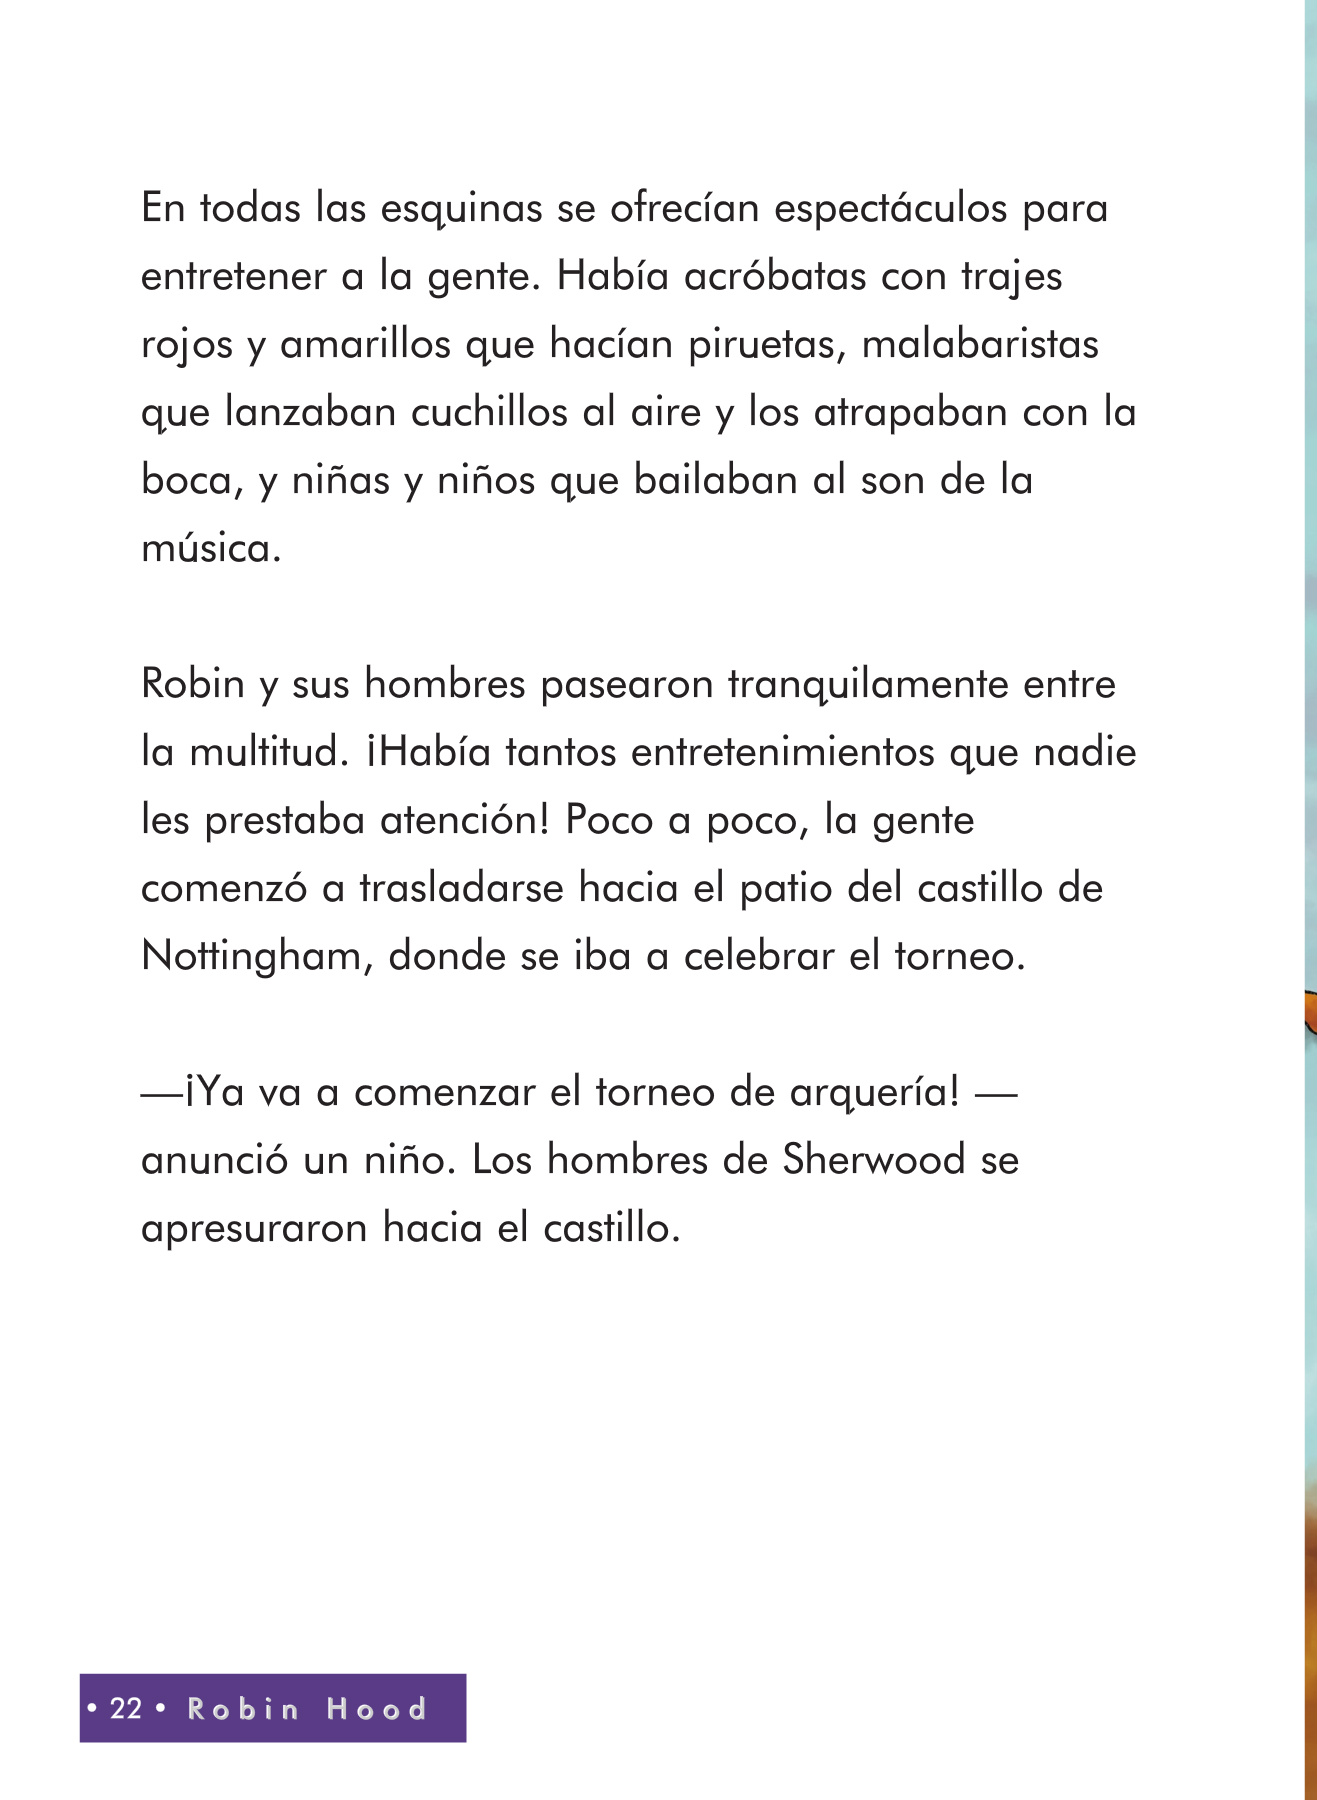 En todas las esquinas se ofrecían espectáculos para
entretener a la gente. Había acróbatas con trajes
rojos y amarillos que hacían piruetas, malabaristas
que lanzaban cuchillos al aire y los atrapaban con la
boca, y niñas y niños que bailaban al son de la
música.
Robin y sus hombres pasearon tranquilamente entre
la multitud. ¡Había tantos entretenimientos que nadie
les prestaba atención! Poco a poco, la gente
comenzó a trasladarse hacia el patio del castillo de
Nottingham, donde se iba a celebrar el torneo.
—¡Ya va a comenzar el torneo de arquería! —
anunció un niño. Los hombres de Sherwood se
apresuraron hacia el castillo.
• 22 • Robin Hood